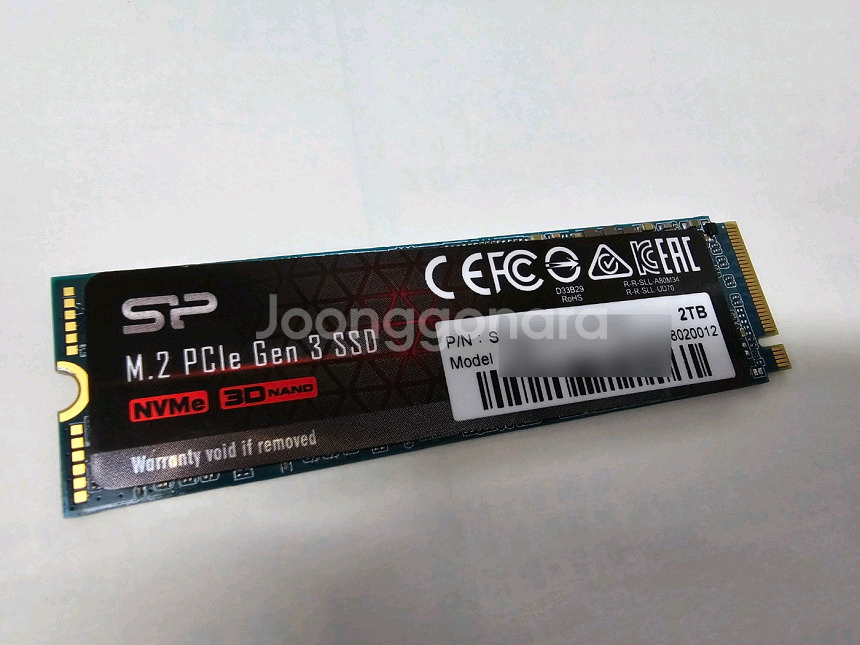 SP
M.2 PCIe Gen 3 SSD
NVMe 3D NAND
Warranty void if removed
CE FC EAC
D33B29
RoHS
R-R-SLL-A80M34
R-R-SLL-UD70
2TB
P/N : S
8020012
Model
Joonggonara